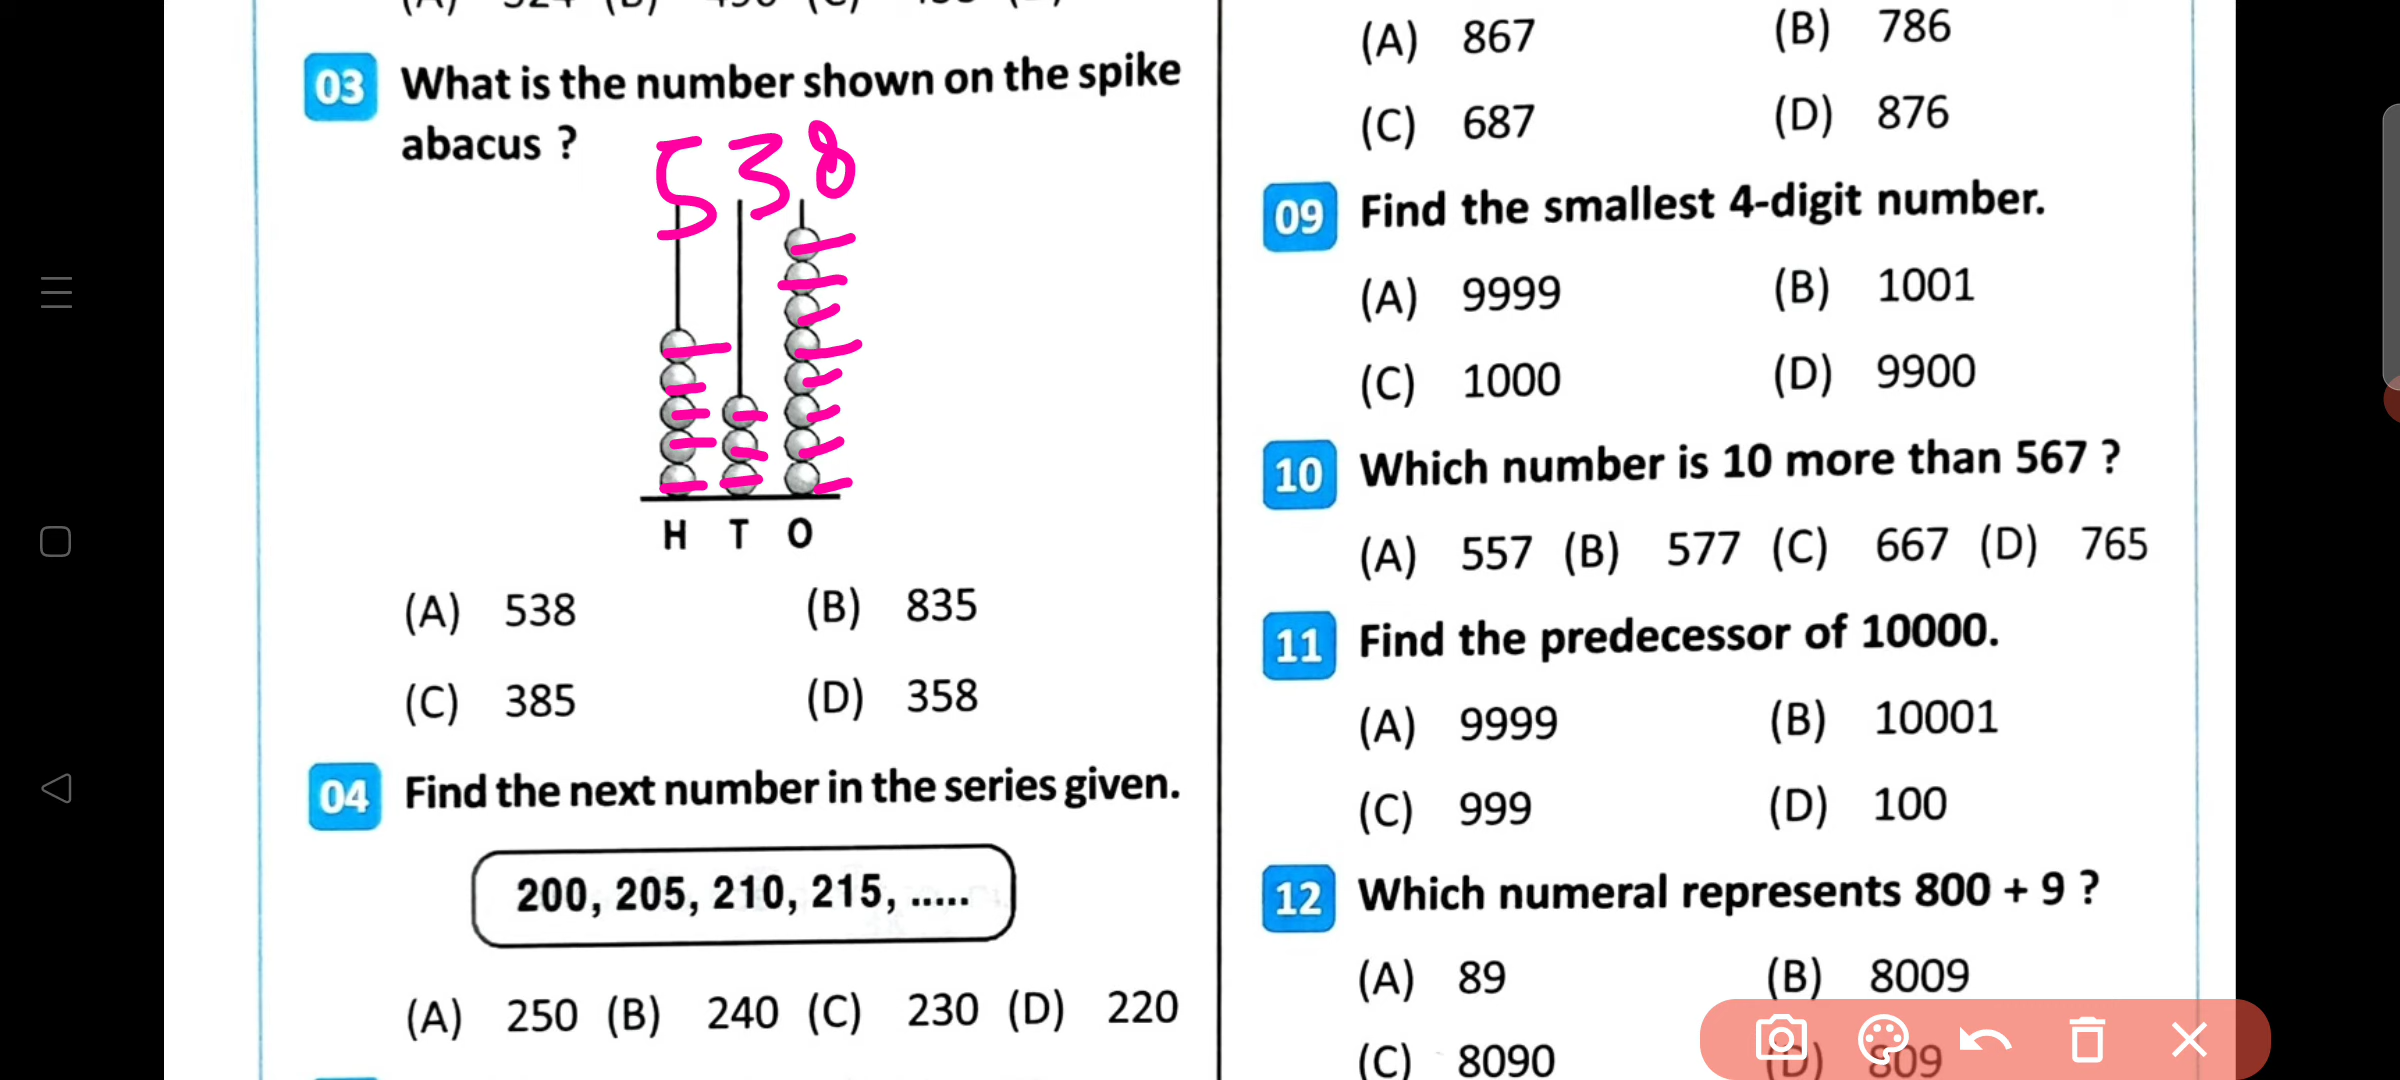 03 What is the number shown on the spike
abacus ?
538
H T O
(A) 538 (B) 835
(C) 385 (D) 358
04 Find the next number in the series given.
200, 205, 210, 215, .....
(A) 250 (B) 240 (C) 230 (D) 220
(A) 867 (B) 786
(C) 687 (D) 876
09 Find the smallest 4-digit number.
(A) 9999 (B) 1001
(C) 1000 (D) 9900
10 Which number is 10 more than 567 ?
(A) 557 (B) 577 (C) 667 (D) 765
11 Find the predecessor of 10000.
(A) 9999 (B) 10001
(C) 999 (D) 100
12 Which numeral represents 800 + 9 ?
(A) 89 (B) 8009
(C) 8090 (D) 809